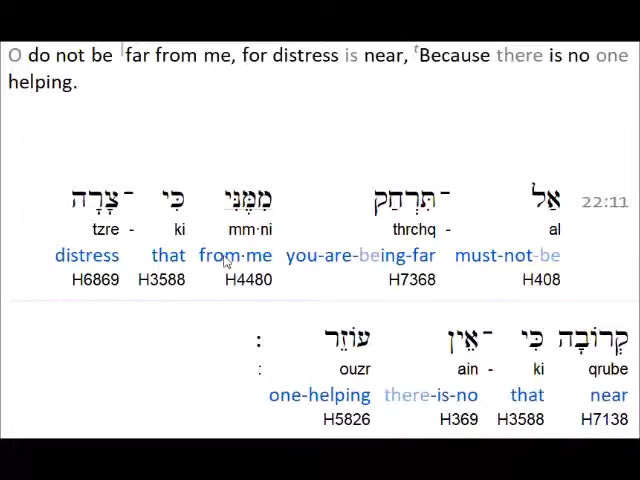 O do not be far from me, for distress is near, tBecause there is no one
helping.
אַל ־ תִּרְחַק מִמֶּנִּי כִּי ־ צָרָה 22:11
tzre - ki mm·ni thrchq - al
distress that from·me you-are-being-far must-not-be
H6869 H3588 H4480 H7368 H408
קְרוֹבָה כִּי ־ אֵין עוֹזֵר :
: ouzr ain - ki qrube
one-helping there-is-no that near
H5826 H369 H3588 H7138